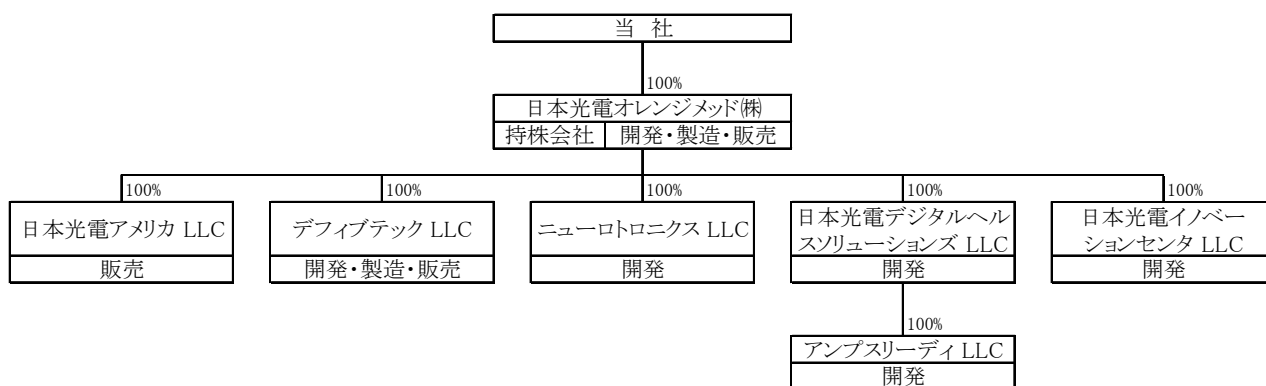 当 社
100%
日本光電オレンジメッド㈱
持株会社 開発・製造・販売
100% 100% 100% 100% 100%
日本光電アメリカ LLC
販売
デフィブテック LLC
開発・製造・販売
ニューロトロニクス LLC
開発
日本光電デジタルヘル
スソリューションズ LLC
開発
日本光電イノベー
ションセンタ LLC
開発
100%
アンプスリーディ LLC
開発